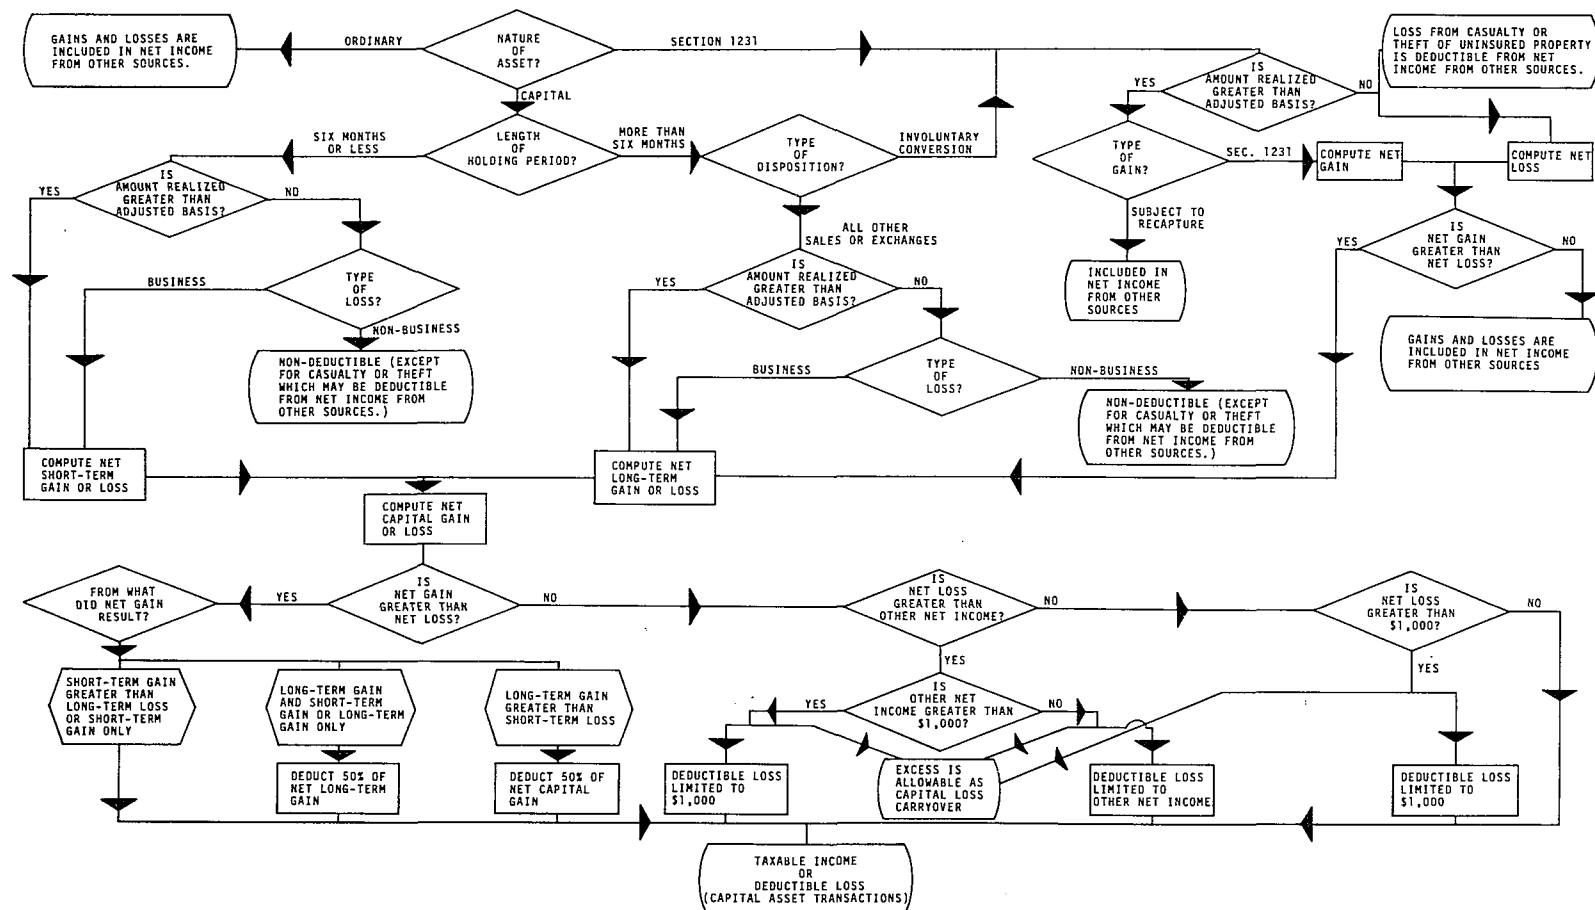 GAINS AND LOSSES ARE
INCLUDED IN NET INCOME
FROM OTHER SOURCES.
ORDINARY
NATURE
OF
ASSET?
SECTION 1231
CAPITAL
LOSS FROM CASUALTY OR
THEFT OF UNINSURED PROPERTY
IS DEDUCTIBLE FROM NET
INCOME FROM OTHER SOURCES.
IS
AMOUNT REALIZED
GREATER THAN
ADJUSTED BASIS?
YES
NO
SIX MONTHS
OR LESS
LENGTH
OF
HOLDING PERIOD?
MORE THAN
SIX MONTHS
TYPE
OF
DISPOSITION?
INVOLUNTARY
CONVERSION
TYPE
OF
GAIN?
SEC. 1231
COMPUTE NET
GAIN
COMPUTE NET
LOSS
YES
IS
AMOUNT REALIZED
GREATER THAN
ADJUSTED BASIS?
NO
ALL OTHER
SALES OR EXCHANGES
SUBJECT TO
RECAPTURE
YES
IS
NET GAIN
GREATER THAN
NET LOSS?
NO
BUSINESS
TYPE
OF
LOSS?
NON-BUSINESS
YES
IS
AMOUNT REALIZED
GREATER THAN
ADJUSTED BASIS?
NO
INCLUDED IN
NET INCOME
FROM OTHER
SOURCES
GAINS AND LOSSES ARE
INCLUDED IN NET INCOME
FROM OTHER SOURCES
NON-DEDUCTIBLE (EXCEPT
FOR CASUALTY OR THEFT
WHICH MAY BE DEDUCTIBLE
FROM NET INCOME FROM
OTHER SOURCES.)
BUSINESS
TYPE
OF
LOSS?
NON-BUSINESS
NON-DEDUCTIBLE (EXCEPT
FOR CASUALTY OR THEFT
WHICH MAY BE DEDUCTIBLE
FROM NET INCOME FROM
OTHER SOURCES.)
COMPUTE NET
SHORT-TERM
GAIN OR LOSS
COMPUTE NET
LONG-TERM
GAIN OR LOSS
COMPUTE NET
CAPITAL GAIN
OR LOSS
FROM WHAT
DID NET GAIN
RESULT?
YES
IS
NET GAIN
GREATER THAN
NET LOSS?
NO
IS
NET LOSS
GREATER THAN
OTHER NET INCOME?
NO
IS
NET LOSS
GREATER THAN
$1,000?
NO
YES
YES
SHORT-TERM GAIN
GREATER THAN
LONG-TERM LOSS
OR SHORT-TERM
GAIN ONLY
LONG-TERM GAIN
AND SHORT-TERM
GAIN OR LONG-TERM
GAIN ONLY
LONG-TERM GAIN
GREATER THAN
SHORT-TERM LOSS
YES
IS
OTHER NET
INCOME GREATER THAN
$1,000?
NO
DEDUCT 50% OF
NET LONG-TERM
GAIN
DEDUCT 50% OF
NET CAPITAL
GAIN
DEDUCTIBLE LOSS
LIMITED TO
$1,000
EXCESS IS
ALLOWABLE AS
CAPITAL LOSS
CARRYOVER
DEDUCTIBLE LOSS
LIMITED TO
OTHER NET INCOME
DEDUCTIBLE LOSS
LIMITED TO
$1,000
TAXABLE INCOME
OR
DEDUCTIBLE LOSS
(CAPITAL ASSET TRANSACTIONS)